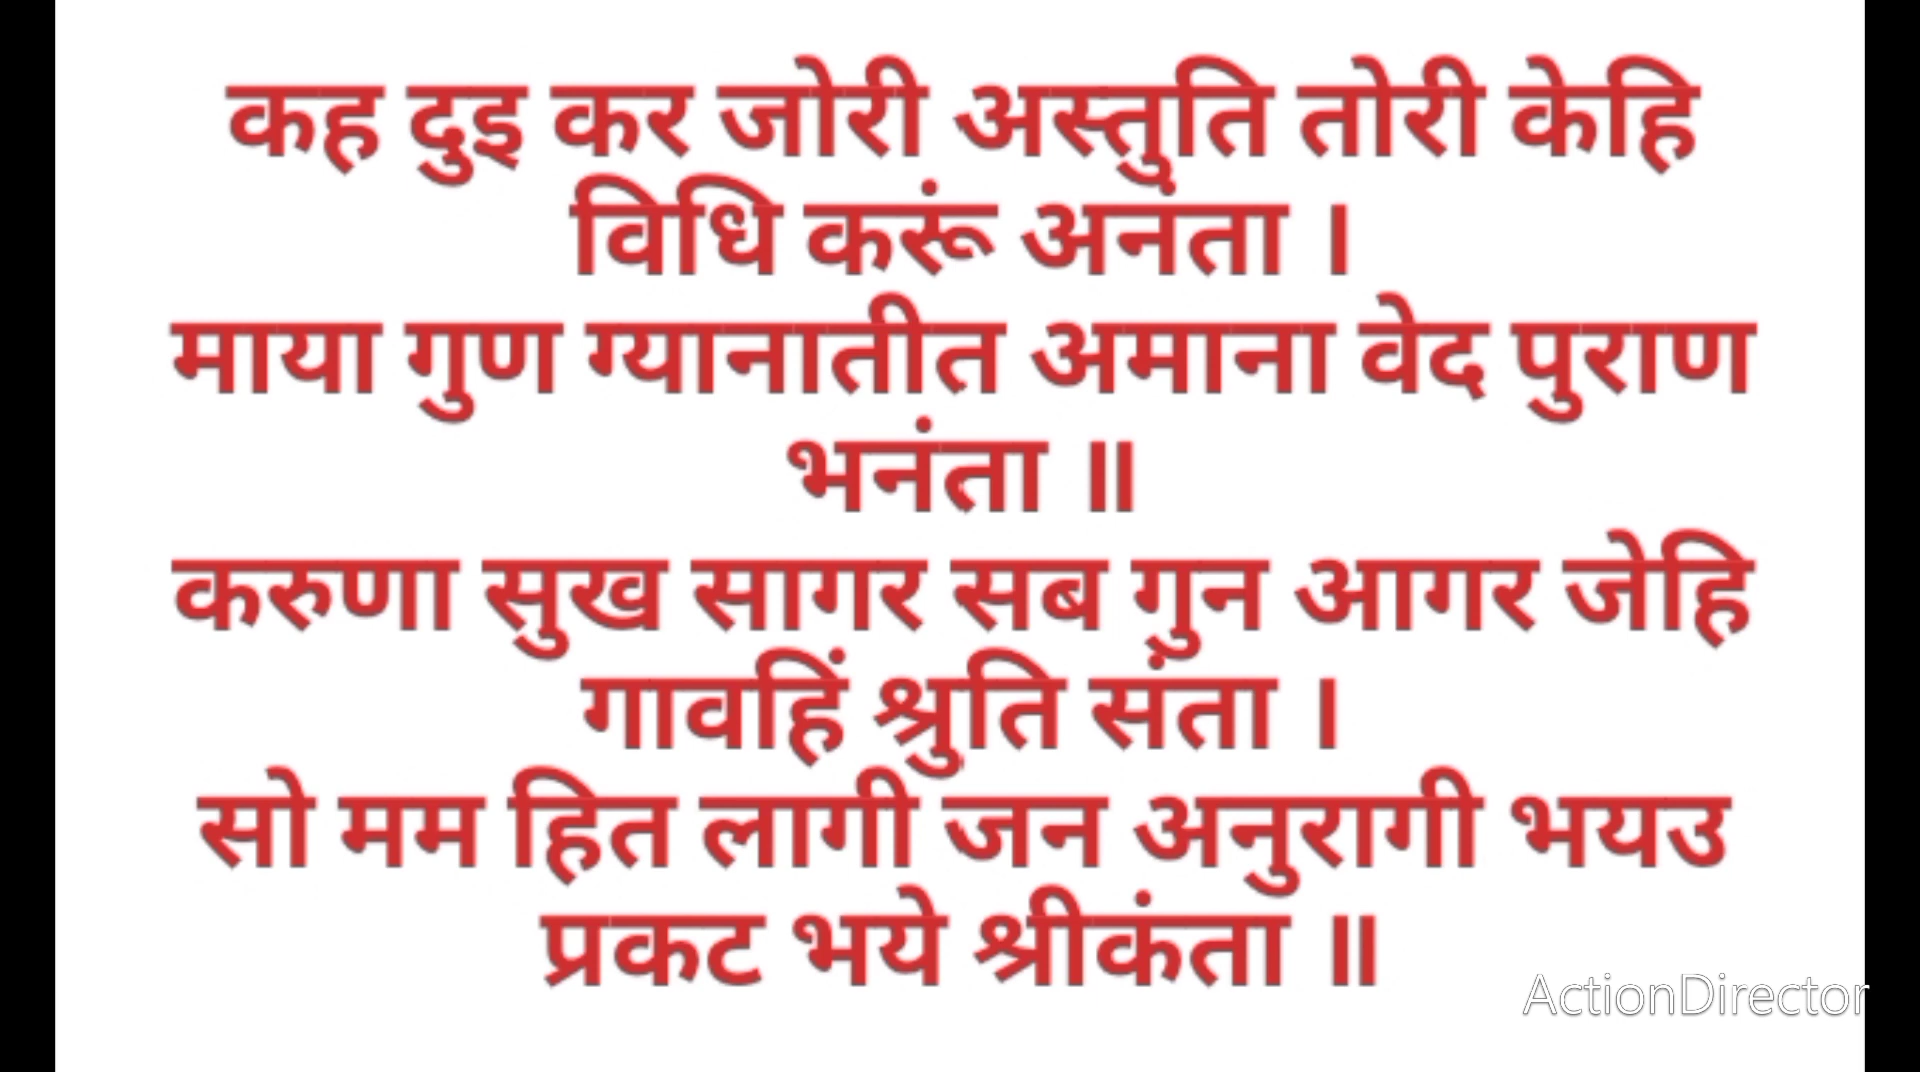 कह दुइ कर जोरी अस्तुति तोरी केहि
विधि करूं अनंता ।
माया गुण ग्यानातीत अमाना वेद पुराण
भनंता ॥
करुणा सुख सागर सब गुन आगर जेहि
गावहिं श्रुति संता ।
सो मम हित लागी जन अनुरागी भयउ
प्रकट भये श्रीकंता ॥
ActionDirector